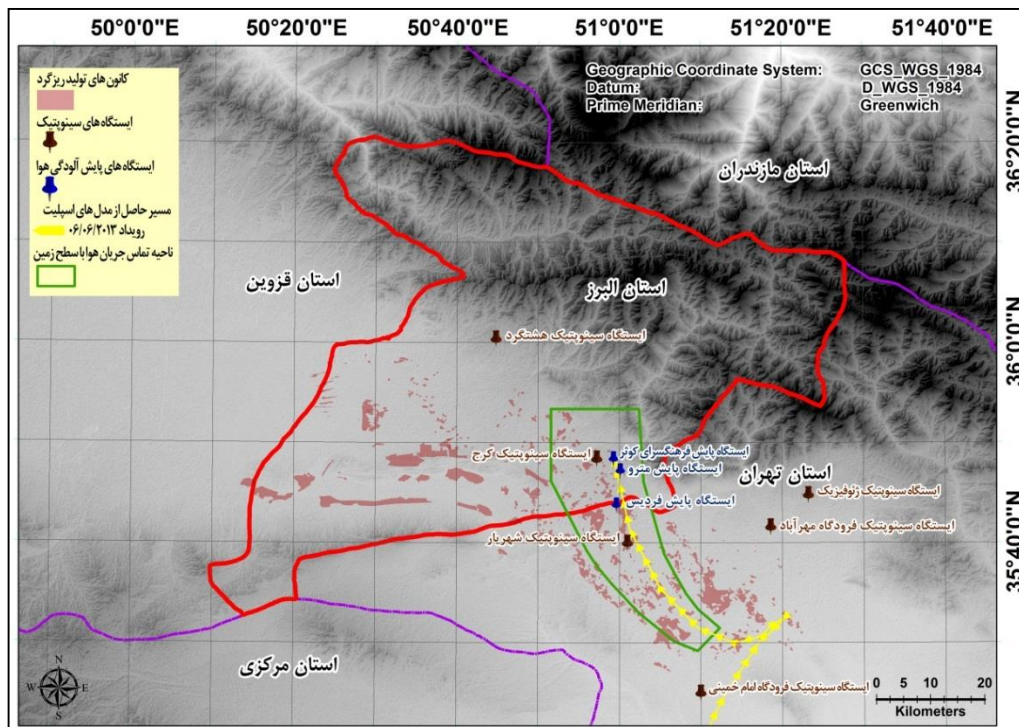 50°0'0"E 50°20'0"E 50°40'0"E 51°0'0"E 51°20'0"E 51°40'0"E
کانون های تولید ریزگرد
ایستگاه های سینوپتیک
ایستگاه های پایش آلودگی هوا
مسیر حاصل از مدل های اسپلیت
رویداد ۰۶/۰۶/۲۰۱۳
ناحیه تماس جریان هوا با سطح زمین
Geographic Coordinate System: GCS_WGS_1984
Datum: D_WGS_1984
Prime Meridian: Greenwich
36°20'0"N
استان مازندران
استان قزوین
استان البرز
36°0'0"N
ایستگاه سینوپتیک هشتگرد
ایستگاه پایش فرهنگسرای کوثر
ایستگاه سینوپتیک کرج
ایستگاه پایش مترو
استان تهران
ایستگاه سینوپتیک ژئوفیزیک
ایستگاه پایش فردیس
ایستگاه سینوپتیک فرودگاه مهرآباد
35°40'0"N
ایستگاه سینوپتیک شهریار
استان مرکزی
ایستگاه سینوپتیک فرودگاه امام خمینی
N
W E
S
0 5 10 20
Kilometers